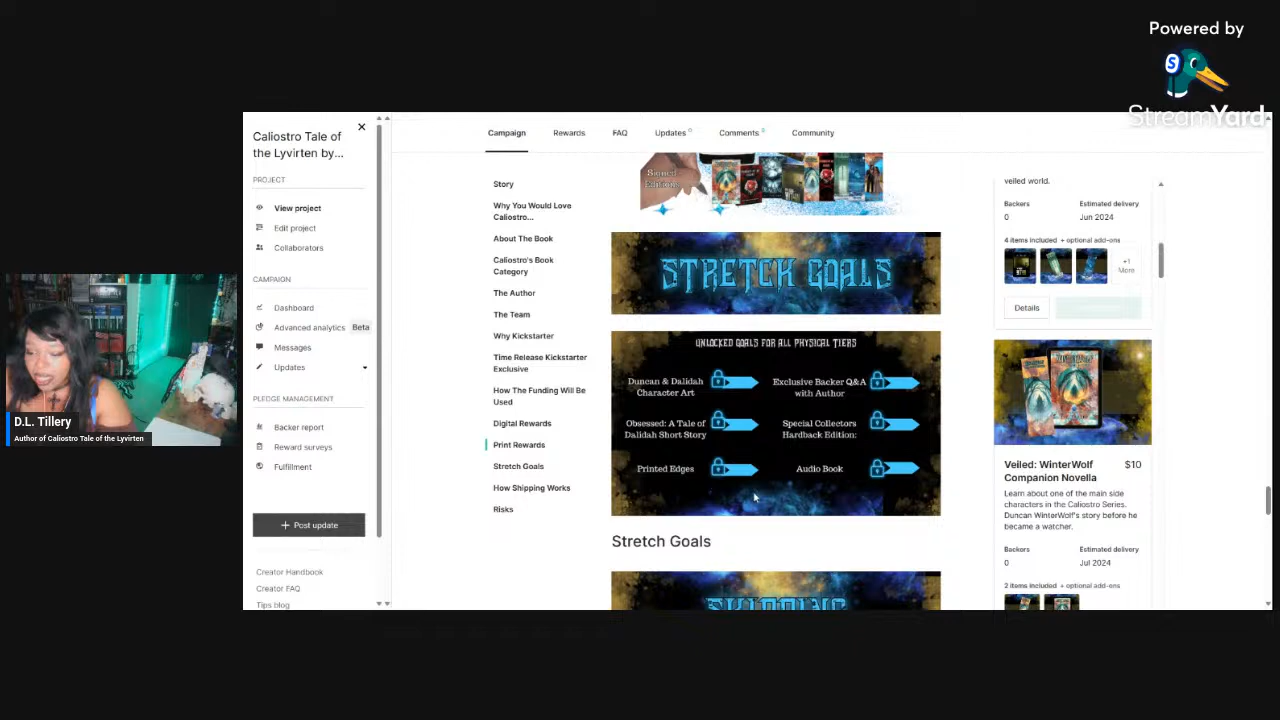 Powered by
StreamYard
Caliostro Tale of
the Lyvirten by...
PROJECT
View project
Edit project
Collaborators
CAMPAIGN
Dashboard
Advanced analytics Beta
Messages
Updates
PLEDGE MANAGEMENT
Backer report
Reward surveys
Fulfillment
+ Post update
Creator Handbook
Creator FAQ
Tips blog
D.L. Tillery
Author of Caliostro Tale of the Lyvirten
Campaign
Rewards
FAQ
Updates
Comments
Community
Story
Why You Would Love
Caliostro...
About The Book
Caliostro's Book
Category
The Author
The Team
Why Kickstarter
Time Release Kickstarter
Exclusive
How The Funding Will Be
Used
Digital Rewards
Print Rewards
Stretch Goals
How Shipping Works
Risks
Signed
Editions
STRETCH GOALS
UNLOCKED GOALS FOR ALL PHYSICAL TIERS
Duncan & Dalidah
Character Art
Exclusive Backer Q&A
with Author
Obsessed: A Tale of
Dalidah Short Story
Special Collectors
Hardback Edition:
Printed Edges
Audio Book
Stretch Goals
SHIPPING
veiled world.
Backers
Estimated delivery
0
Jun 2024
4 items included + optional add-ons
+1
More
Details
Veiled: WinterWolf
Companion Novella
$10
Learn about one of the main side
characters in the Caliostro Series.
Duncan WinterWolf's story before he
became a watcher.
Backers
Estimated delivery
0
Jul 2024
2 items included + optional add-ons